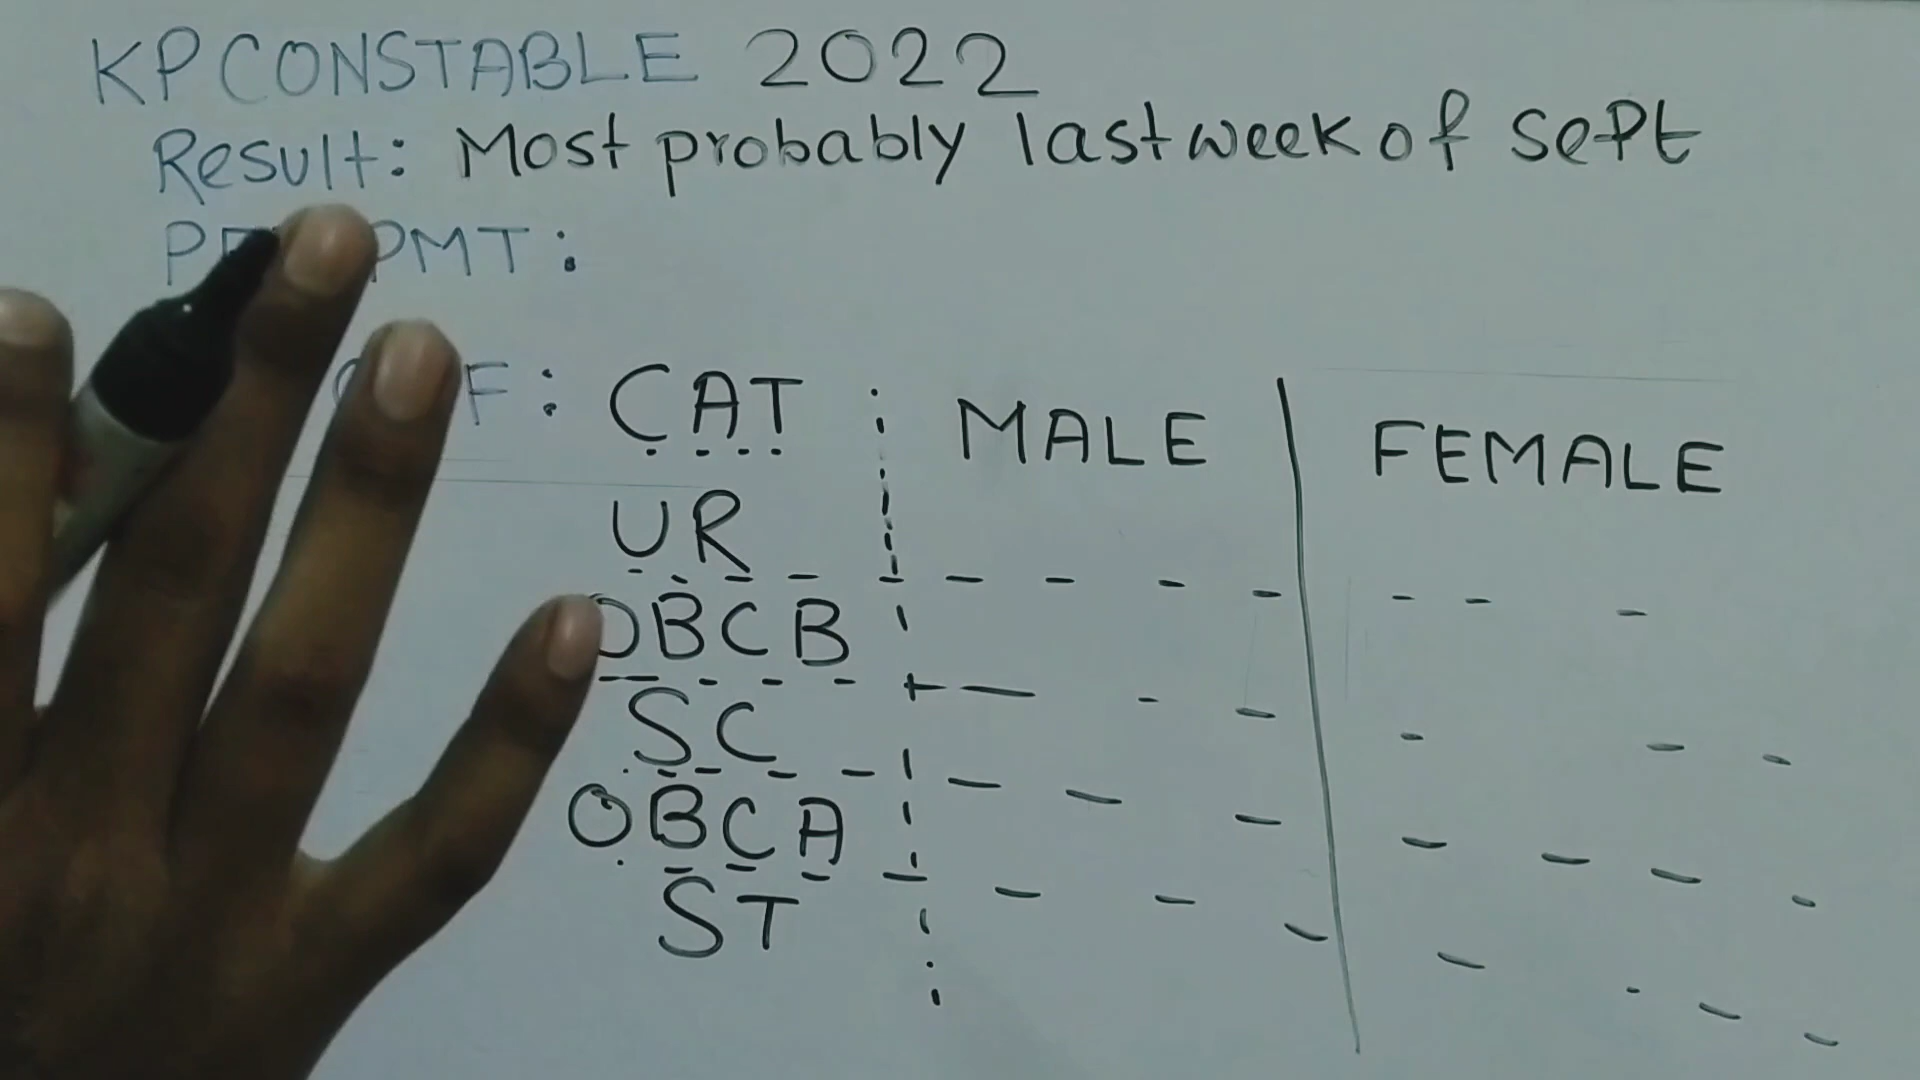 KP CONSTABLE 2022
Result: Most probably last week of sept
PMT:
CAT MALE FEMALE
UR
OBCB
SC
OBCA
ST